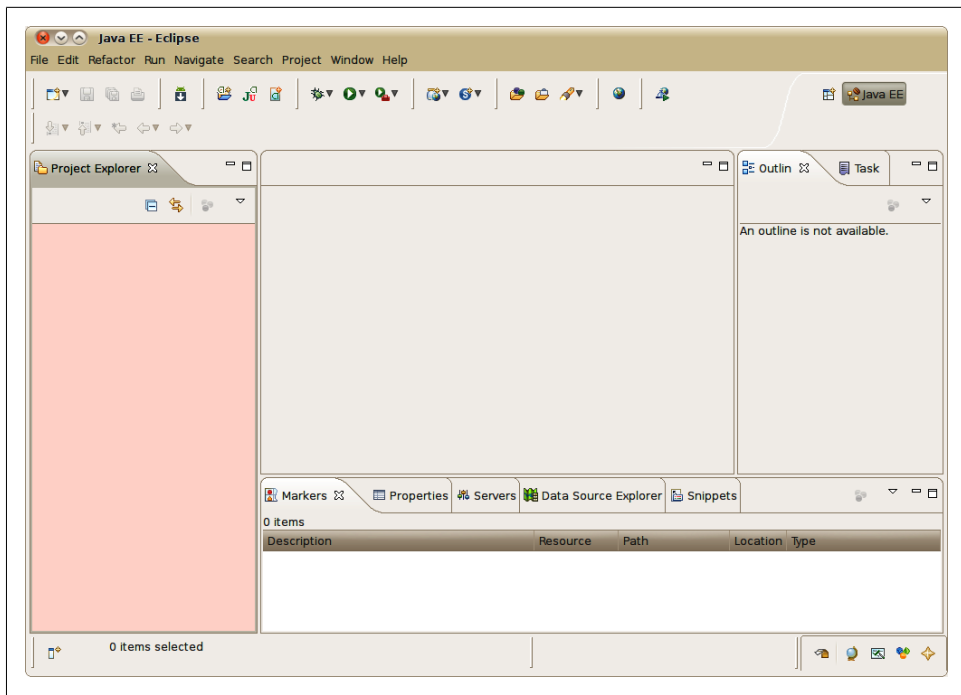 Java EE - Eclipse
File Edit Refactor Run Navigate Search Project Window Help
Java EE
Project Explorer
Outlin
Task
An outline is not available.
Markers
Properties
Servers
Data Source Explorer
Snippets
0 items
Description Resource Path Location Type
0 items selected